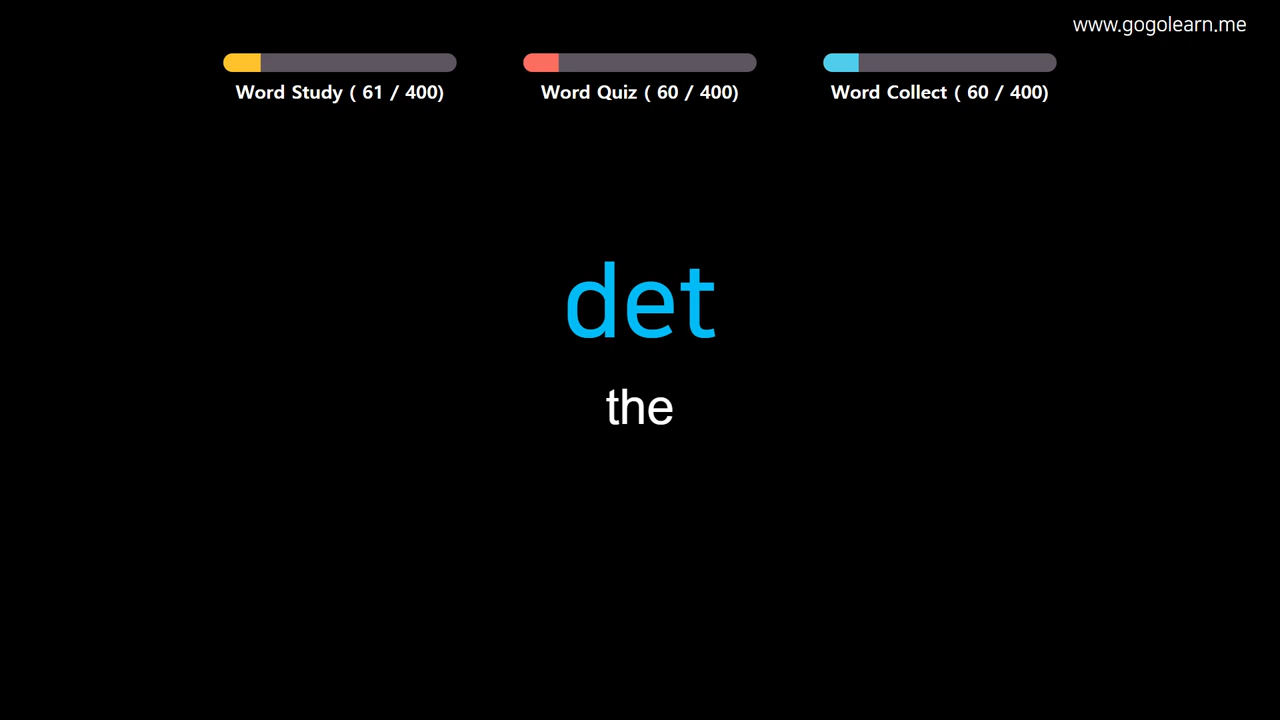 www.gogolearn.me
Word Study ( 61 / 400)
Word Quiz ( 60 / 400)
Word Collect ( 60 / 400)
det
the